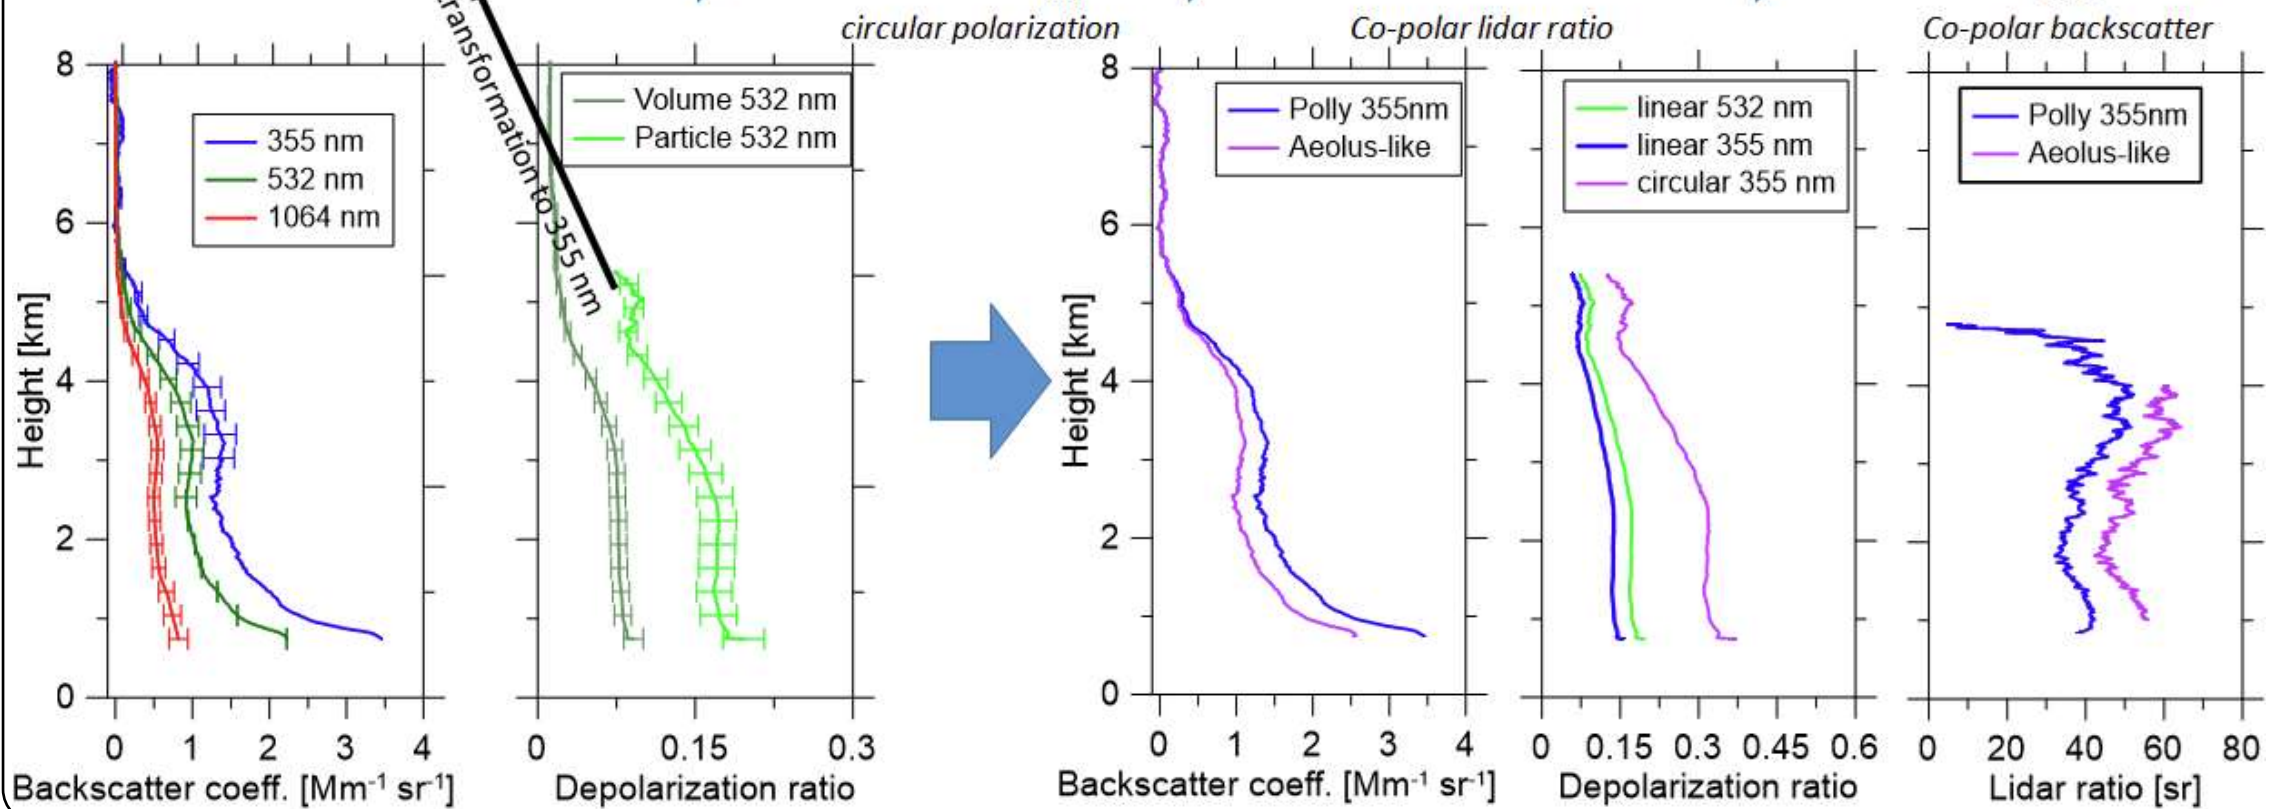 circular polarization
Co-polar lidar ratio
Co-polar backscatter
transformation to 355 nm
8
6
4
2
0
Height [km]
355 nm
532 nm
1064 nm
0 1 2 3 4
Backscatter coeff. [Mm⁻¹ sr⁻¹]
Volume 532 nm
Particle 532 nm
0 0.15 0.3
Depolarization ratio
8
6
4
2
0
Height [km]
Polly 355nm
Aeolus-like
0 1 2 3 4
Backscatter coeff. [Mm⁻¹ sr⁻¹]
linear 532 nm
linear 355 nm
circular 355 nm
0 0.15 0.3 0.45 0.6
Depolarization ratio
Polly 355nm
Aeolus-like
0 20 40 60 80
Lidar ratio [sr]